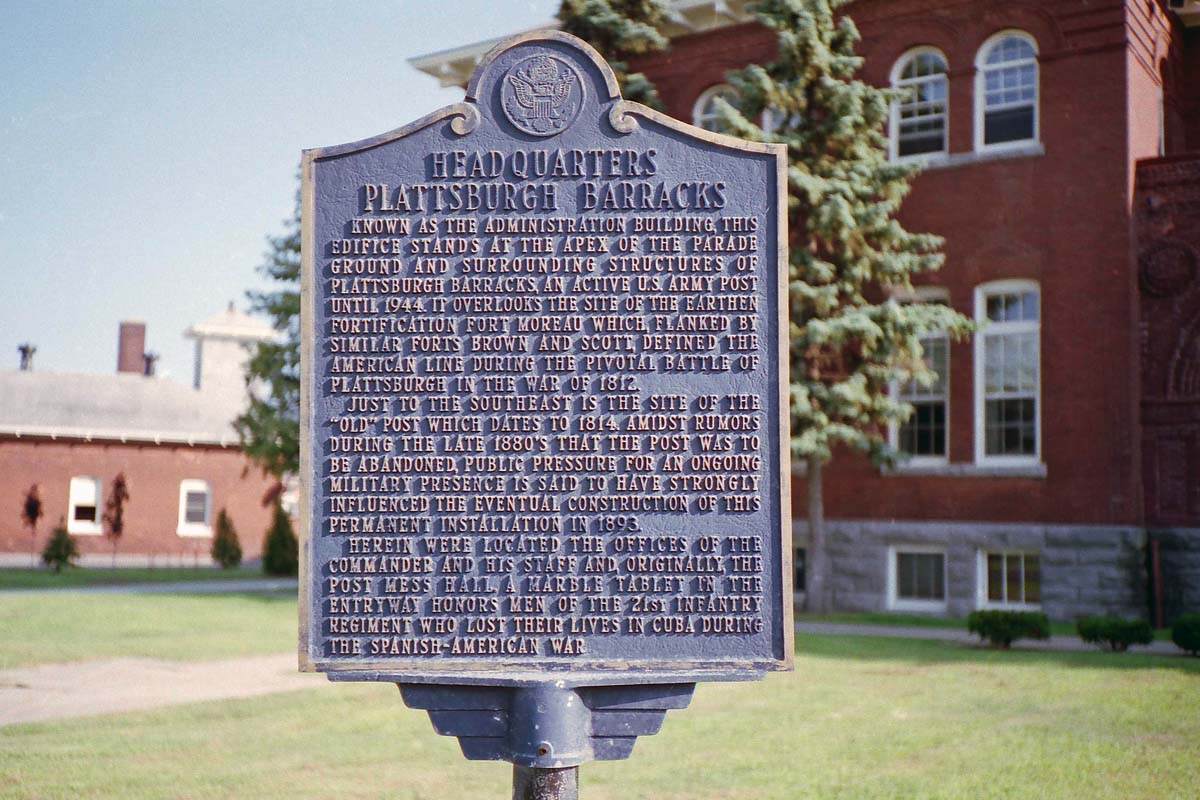 HEADQUARTERS
PLATTSBURGH BARRACKS
KNOWN AS THE ADMINISTRATION BUILDING, THIS
EDIFICE STANDS AT THE APEX OF THE PARADE
GROUND AND SURROUNDING STRUCTURES OF
PLATTSBURGH BARRACKS, AN ACTIVE U.S. ARMY POST
UNTIL 1944. IT OVERLOOKS THE SITE OF THE EARTHEN
FORTIFICATION FORT MOREAU WHICH, FLANKED BY
SIMILAR FORTS BROWN AND SCOTT, DEFINED THE
AMERICAN LINE DURING THE PIVOTAL BATTLE OF
PLATTSBURGH IN THE WAR OF 1812.
JUST TO THE SOUTHEAST IS THE SITE OF THE
"OLD" POST WHICH DATES TO 1814. AMIDST RUMORS
DURING THE LATE 1880'S THAT THE POST WAS TO
BE ABANDONED, PUBLIC PRESSURE FOR AN ONGOING
MILITARY PRESENCE IS SAID TO HAVE STRONGLY
INFLUENCED THE EVENTUAL CONSTRUCTION OF THIS
PERMANENT INSTALLATION IN 1893.
HEREIN WERE LOCATED THE OFFICES OF THE
COMMANDER AND HIS STAFF AND, ORIGINALLY, THE
POST MESS HALL. A MARBLE TABLET IN THE
ENTRYWAY HONORS MEN OF THE 21ST INFANTRY
REGIMENT WHO LOST THEIR LIVES IN CUBA DURING
THE SPANISH-AMERICAN WAR.